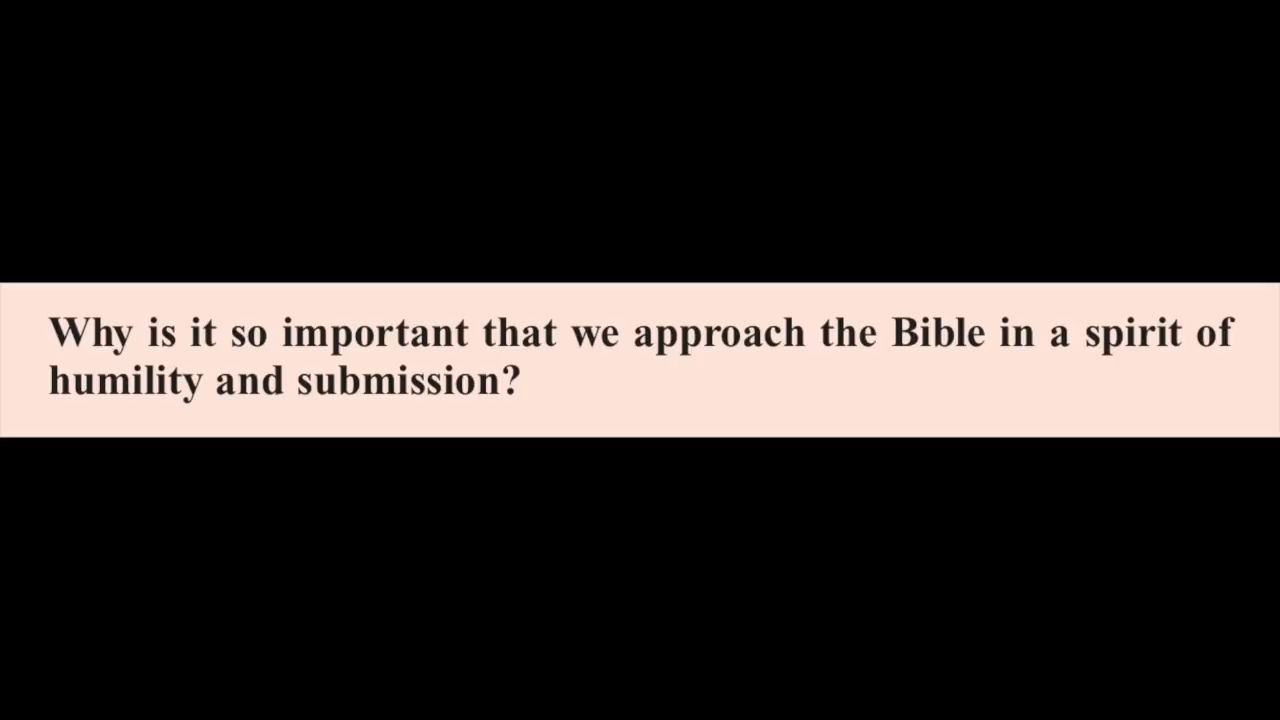 Why is it so important that we approach the Bible in a spirit of
humility and submission?